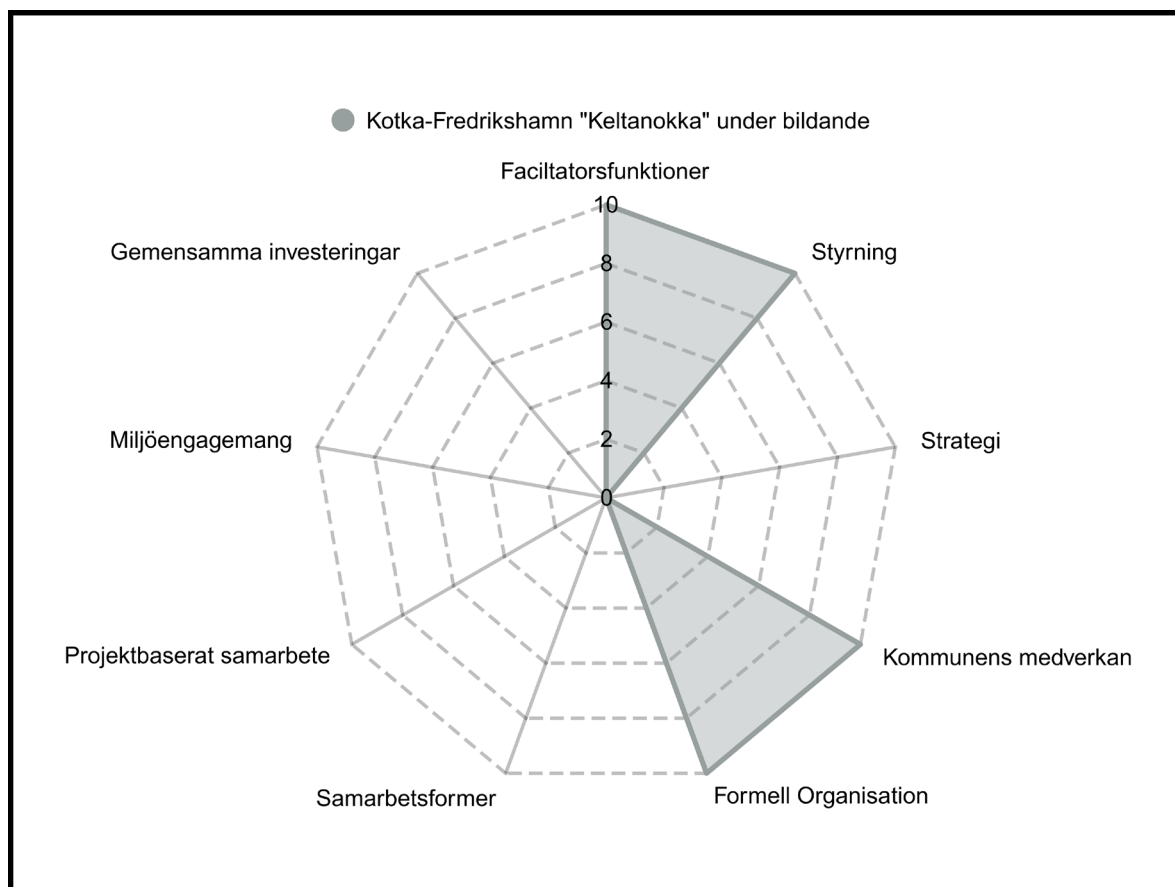 Kotka-Fredrikshamn "Keltanokka" under bildande
Faciltatorsfunktioner
10
Gemensamma investeringar
Styrning
8
6
4
Miljöengagemang
Strategi
2
0
Projektbaserat samarbete
Kommunens medverkan
Samarbetsformer
Formell Organisation